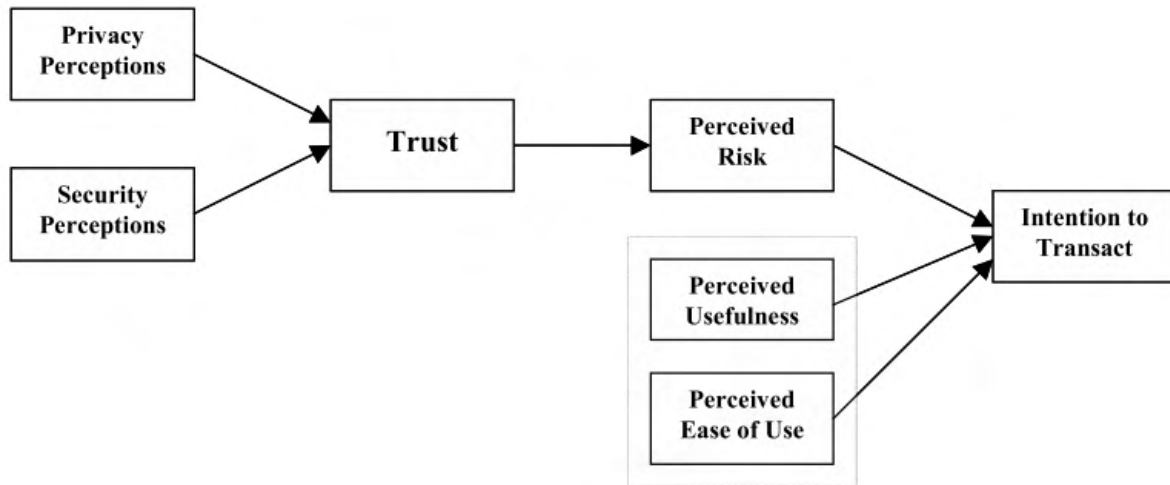 Privacy
Perceptions
Security
Perceptions
Trust
Perceived
Risk
Perceived
Usefulness
Perceived
Ease of Use
Intention to
Transact